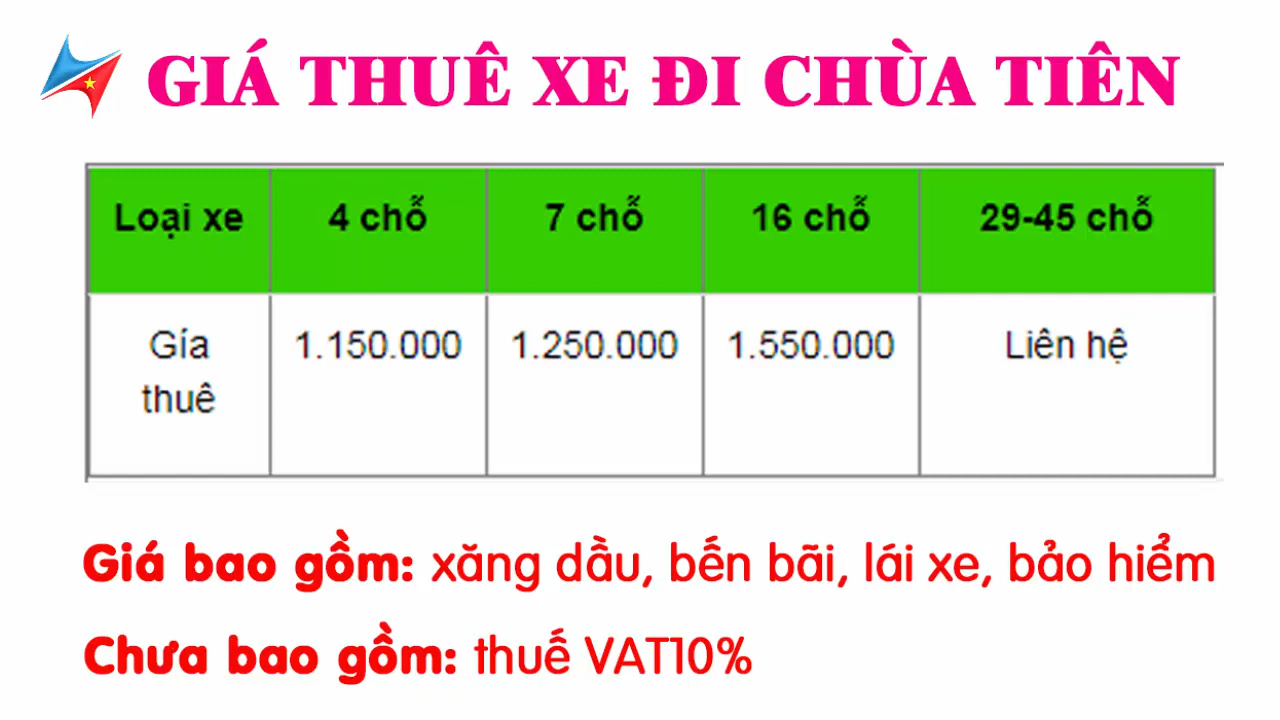 GIÁ THUÊ XE ĐI CHÙA TIÊN
Loại xe 4 chỗ 7 chỗ 16 chỗ 29-45 chỗ
Gía 1.150.000 1.250.000 1.550.000 Liên hệ
thuê
Giá bao gồm: xăng dầu, bến bãi, lái xe, bảo hiểm
Chưa bao gồm: thuế VAT10%